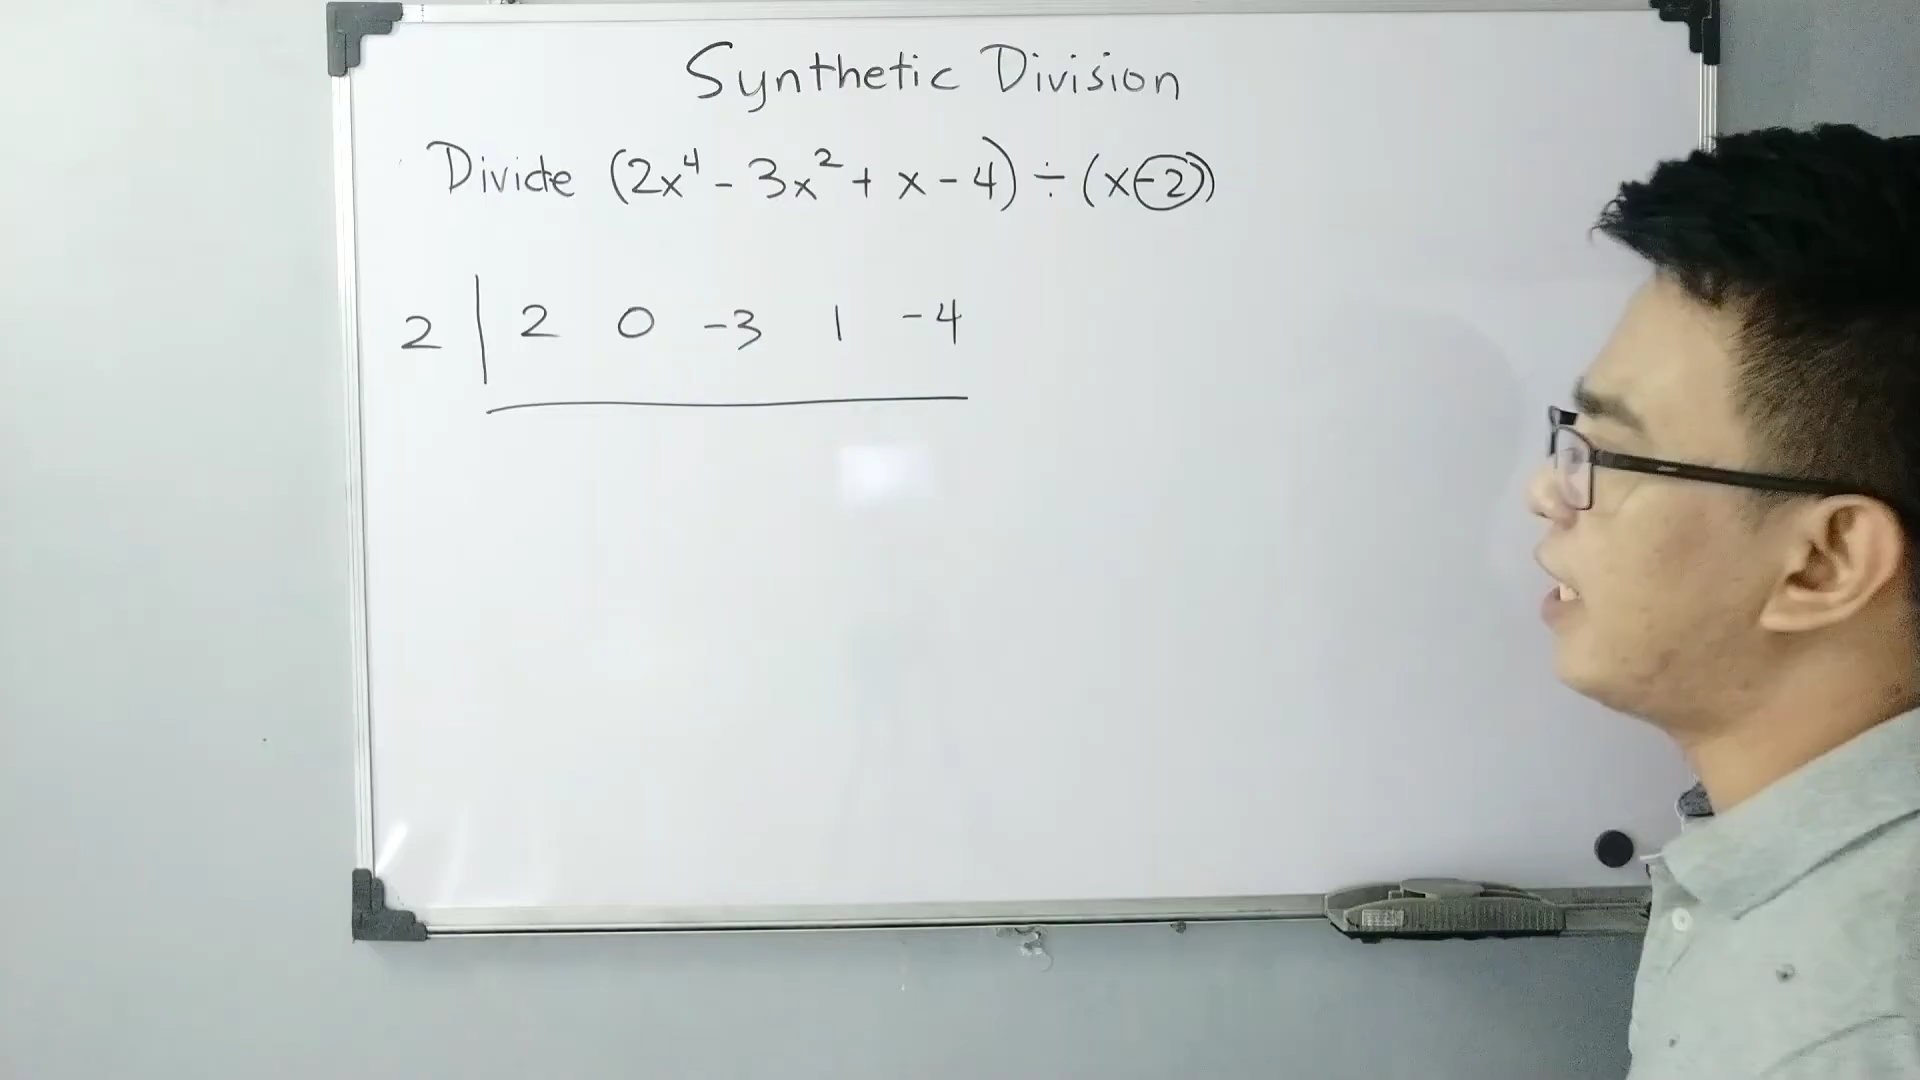 Synthetic Division
Divide (2x⁴ - 3x² + x - 4) ÷ (x-2)
2 | 2 0 -3 1 -4